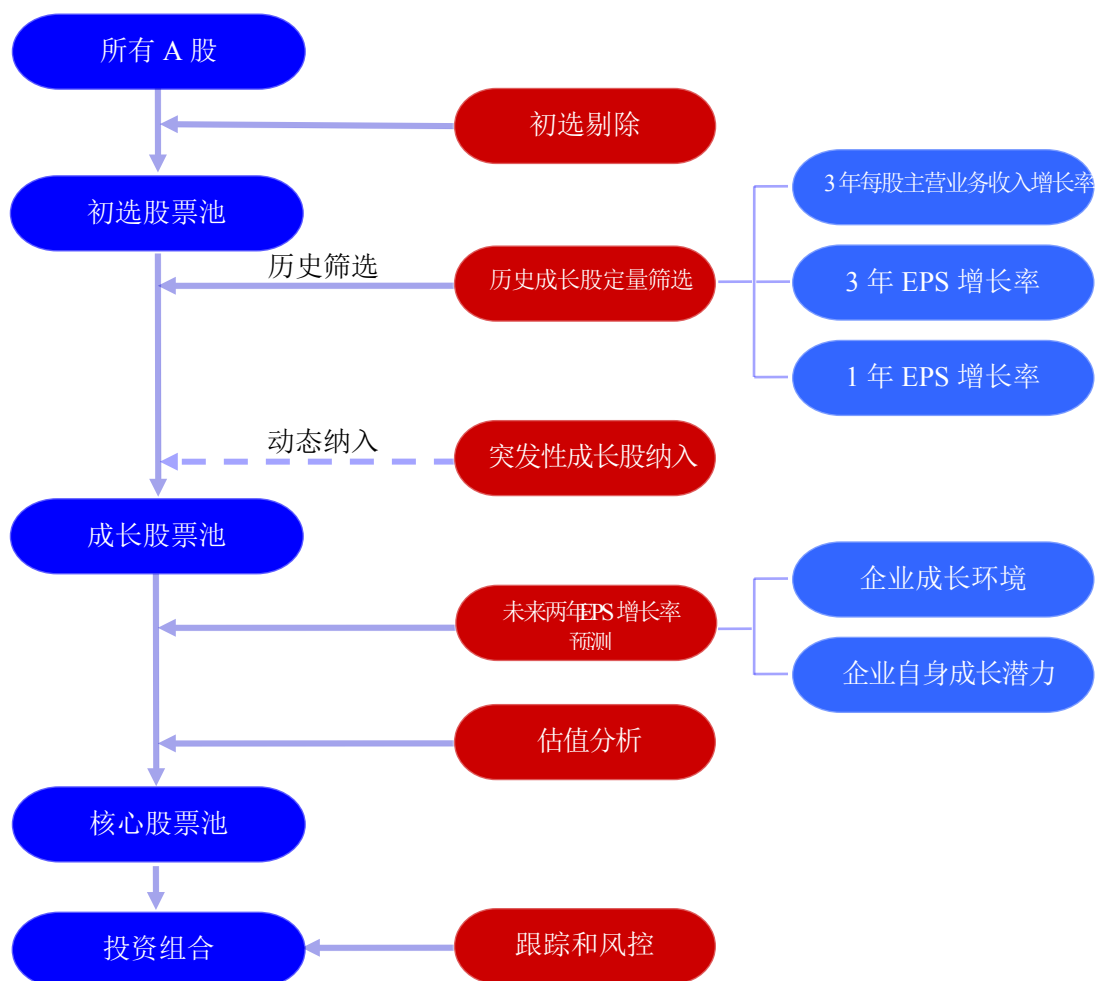 所有 A 股
初选剔除
3年每股主营业务收入增长率
初选股票池
历史筛选
历史成长股定量筛选
3 年 EPS 增长率
1 年 EPS 增长率
动态纳入
突发性成长股纳入
成长股票池
企业成长环境
未来两年EPS 增长率
预测
企业自身成长潜力
估值分析
核心股票池
投资组合
跟踪和风控